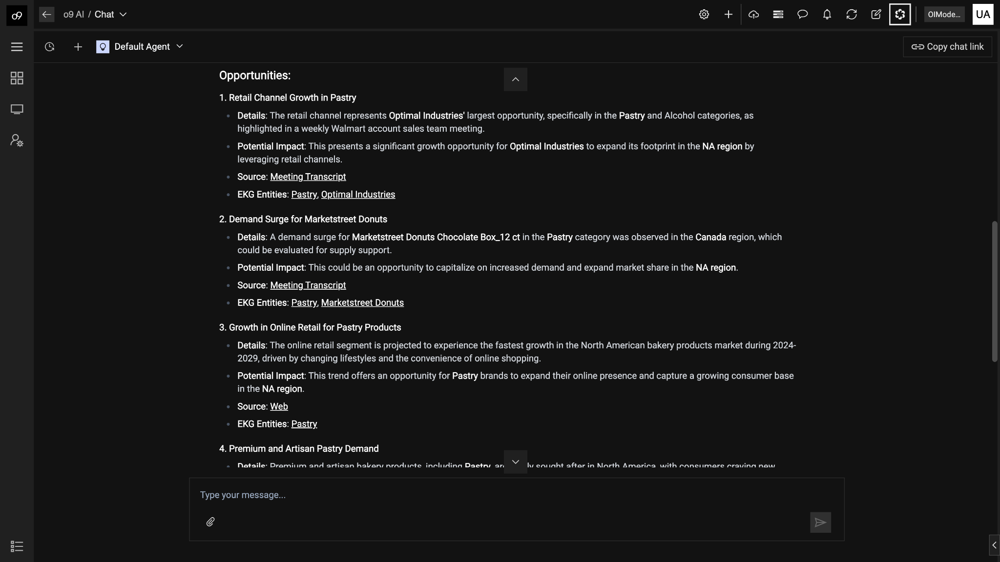 o9
o9 AI / Chat
OIMode...
UA
Default Agent
Copy chat link
Opportunities:
1. Retail Channel Growth in Pastry
• Details: The retail channel represents Optimal Industries' largest opportunity, specifically in the Pastry and Alcohol categories, as
highlighted in a weekly Walmart account sales team meeting.
• Potential Impact: This presents a significant growth opportunity for Optimal Industries to expand its footprint in the NA region by
leveraging retail channels.
• Source: Meeting Transcript
• EKG Entities: Pastry, Optimal Industries
2. Demand Surge for Marketstreet Donuts
• Details: A demand surge for Marketstreet Donuts Chocolate Box_12 ct in the Pastry category was observed in the Canada region, which
could be evaluated for supply support.
• Potential Impact: This could be an opportunity to capitalize on increased demand and expand market share in the NA region.
• Source: Meeting Transcript
• EKG Entities: Pastry, Marketstreet Donuts
3. Growth in Online Retail for Pastry Products
• Details: The online retail segment is projected to experience the fastest growth in the North American bakery products market during 2024-
2029, driven by changing lifestyles and the convenience of online shopping.
• Potential Impact: This trend offers an opportunity for Pastry brands to expand their online presence and capture a growing consumer base
in the NA region.
• Source: Web
• EKG Entities: Pastry
4. Premium and Artisan Pastry Demand
• Details: Premium and artisan bakery products, including Pastry, sought after in North America, with consumers craving new
Type your message...